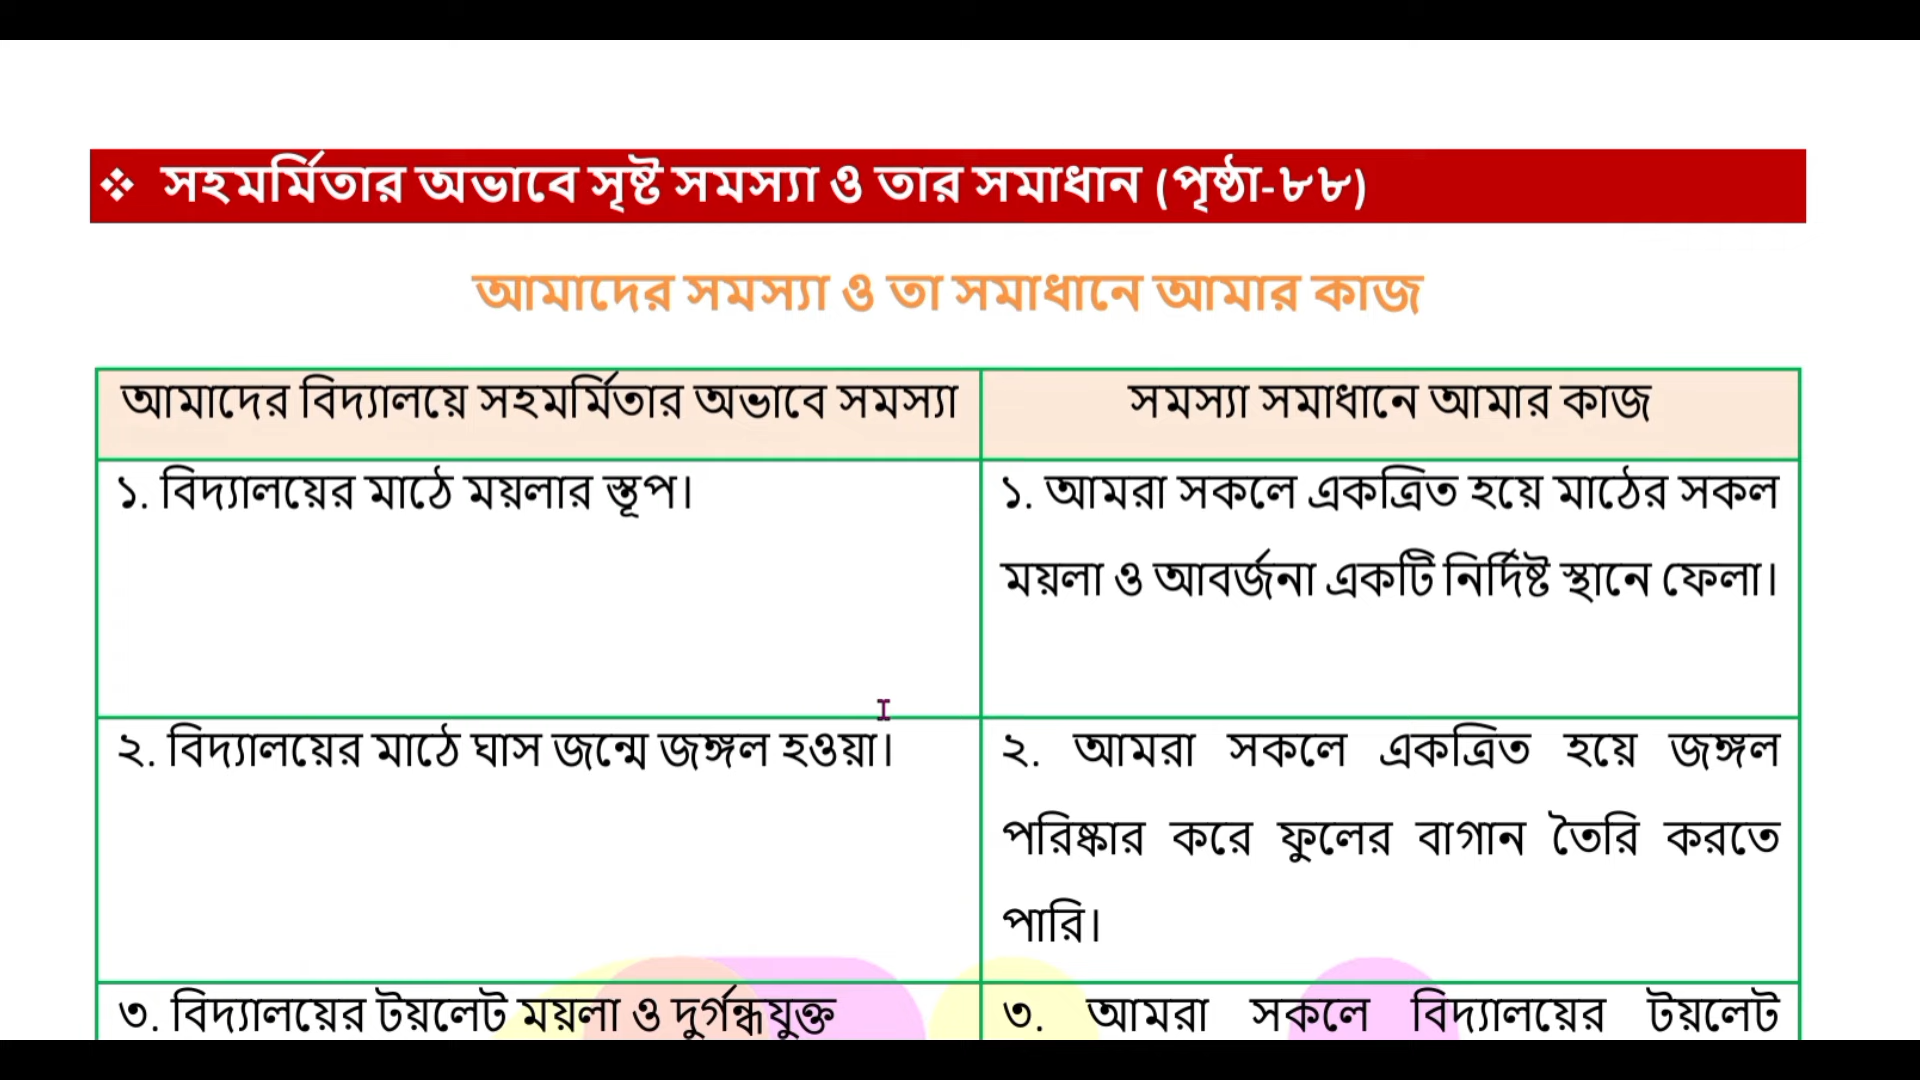 ❖ সহমর্মিতার অভাবে সৃষ্ট সমস্যা ও তার সমাধান (পৃষ্ঠা-৮৮)
আমাদের সমস্যা ও তা সমাধানে আমার কাজ
আমাদের বিদ্যালয়ে সহমর্মিতার অভাবে সমস্যা
সমস্যা সমাধানে আমার কাজ
১. বিদ্যালয়ের মাঠে ময়লার স্তূপ।
১. আমরা সকলে একত্রিত হয়ে মাঠের সকল
ময়লা ও আবর্জনা একটি নির্দিষ্ট স্থানে ফেলা।
২. বিদ্যালয়ের মাঠে ঘাস জন্মে জঙ্গল হওয়া।
২. আমরা সকলে একত্রিত হয়ে জঙ্গল
পরিষ্কার করে ফুলের বাগান তৈরি করতে
পারি।
৩. বিদ্যালয়ের টয়লেট ময়লা ও দুর্গন্ধযুক্ত
৩. আমরা সকলে বিদ্যালয়ের টয়লেট